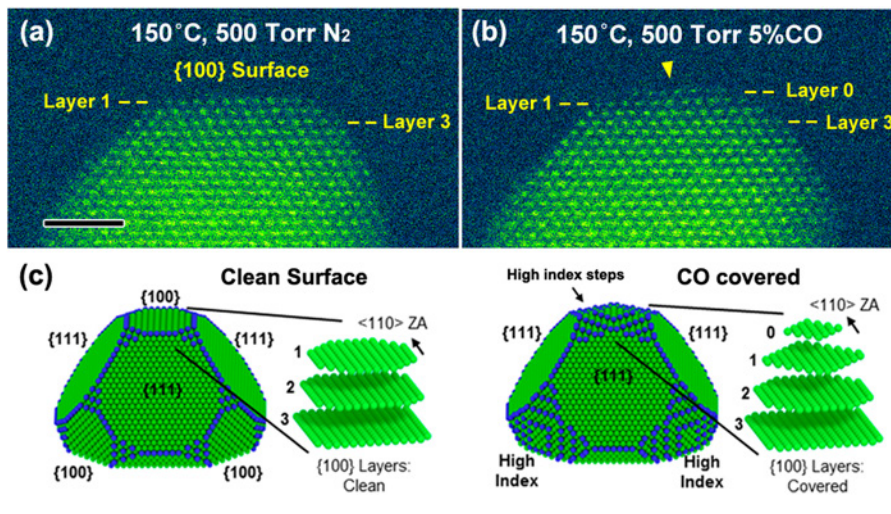 (a)
150°C, 500 Torr N₂
{100} Surface
Layer 1
Layer 3
(b)
150°C, 500 Torr 5%CO
Layer 1
Layer 0
Layer 3
(c)
Clean Surface
{100}
{111}
{111}
{111}
{100}
{100}
<110> ZA
1
2
3
{100} Layers:
Clean
High index steps
CO covered
{111}
{111}
{111}
High
Index
High
Index
<110> ZA
0
1
2
3
{100} Layers:
Covered